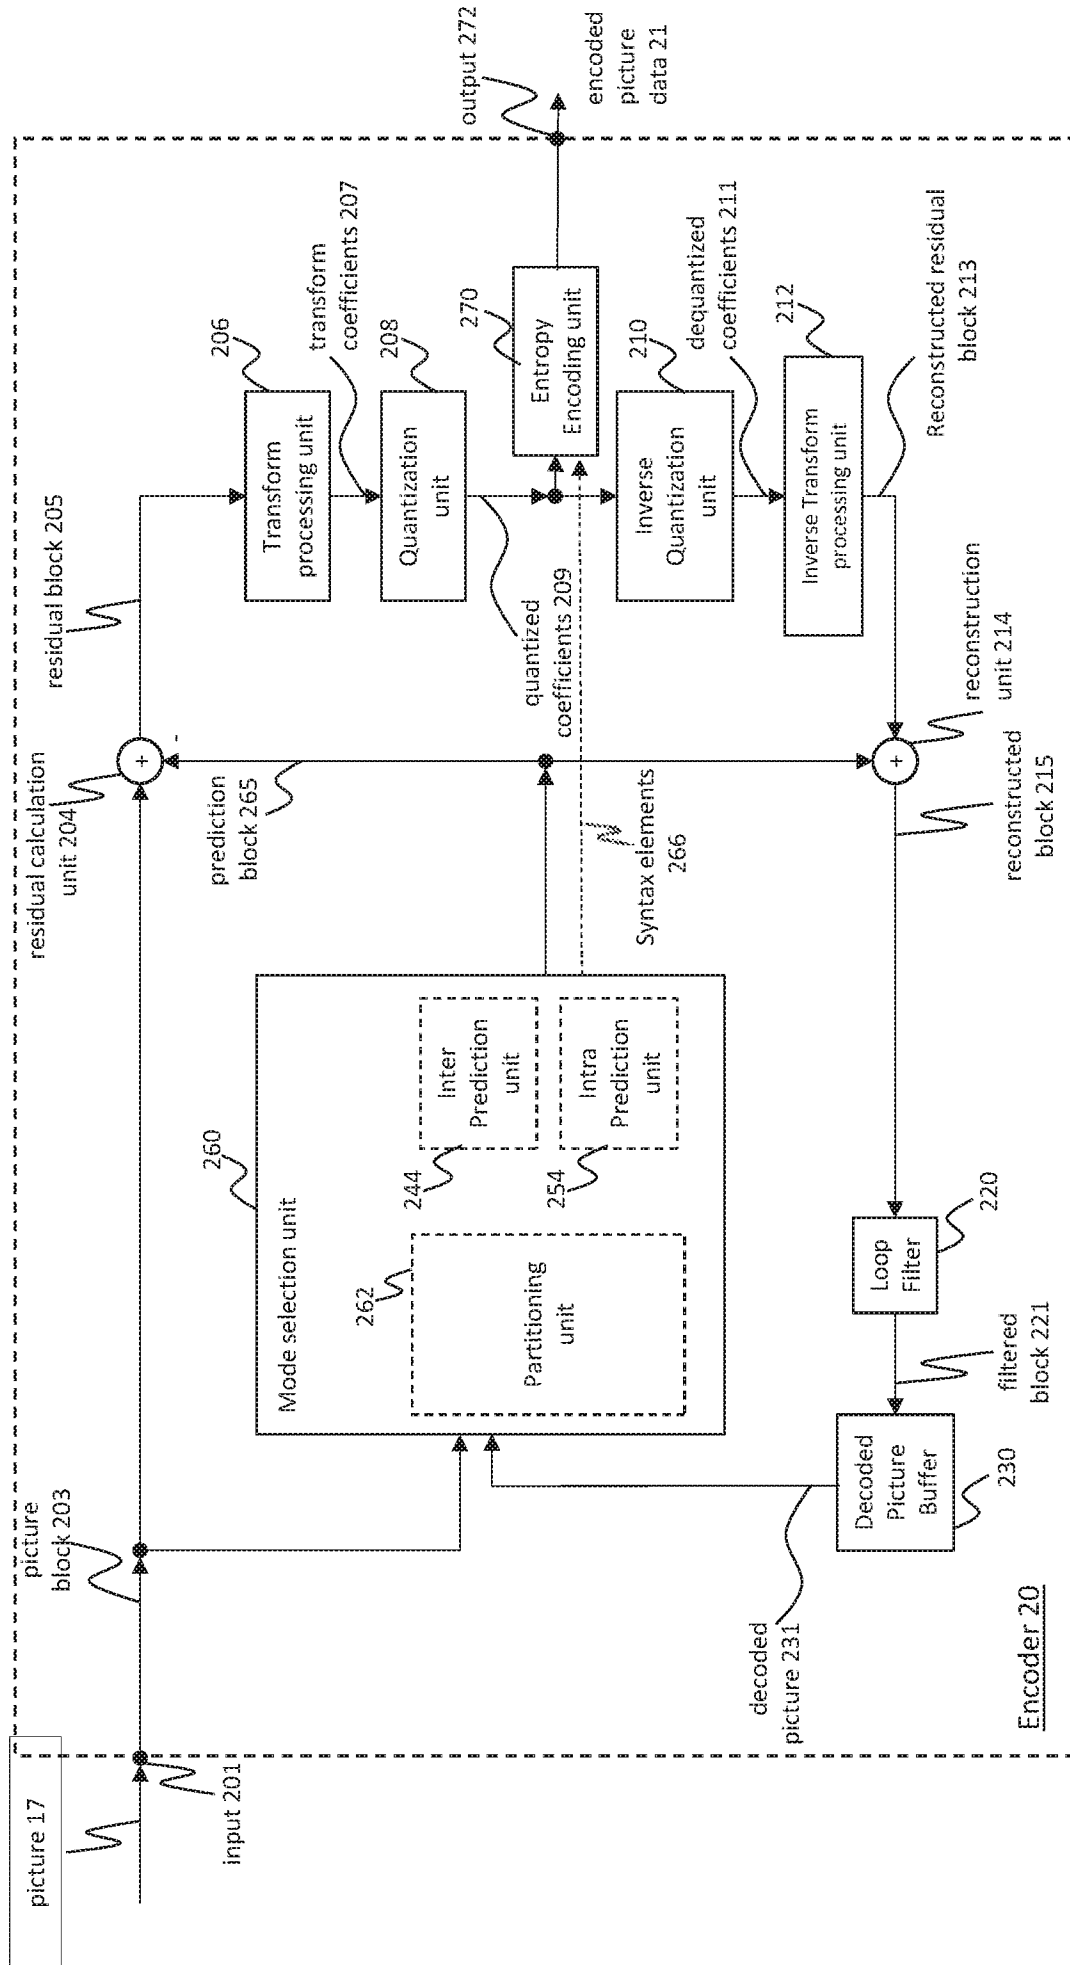 picture 17
input 201
picture
block 203
residual calculation
unit 204
residual block 205
+
-
206
Transform
processing unit
transform
coefficients 207
208
Quantization
unit
quantized
coefficients 209
270
Entropy
Encoding unit
output 272
encoded
picture
data 21
210
Inverse
Quantization
unit
dequantized
coefficients 211
212
Inverse Transform
processing unit
Reconstructed residual
block 213
+
reconstruction
unit 214
reconstructed
block 215
prediction
block 265
Syntax elements
266
260
Mode selection unit
262
Partitioning
unit
244
Inter
Prediction
unit
254
Intra
Prediction
unit
220
Loop
Filter
filtered
block 221
Decoded
Picture
Buffer
230
decoded
picture 231
Encoder 20